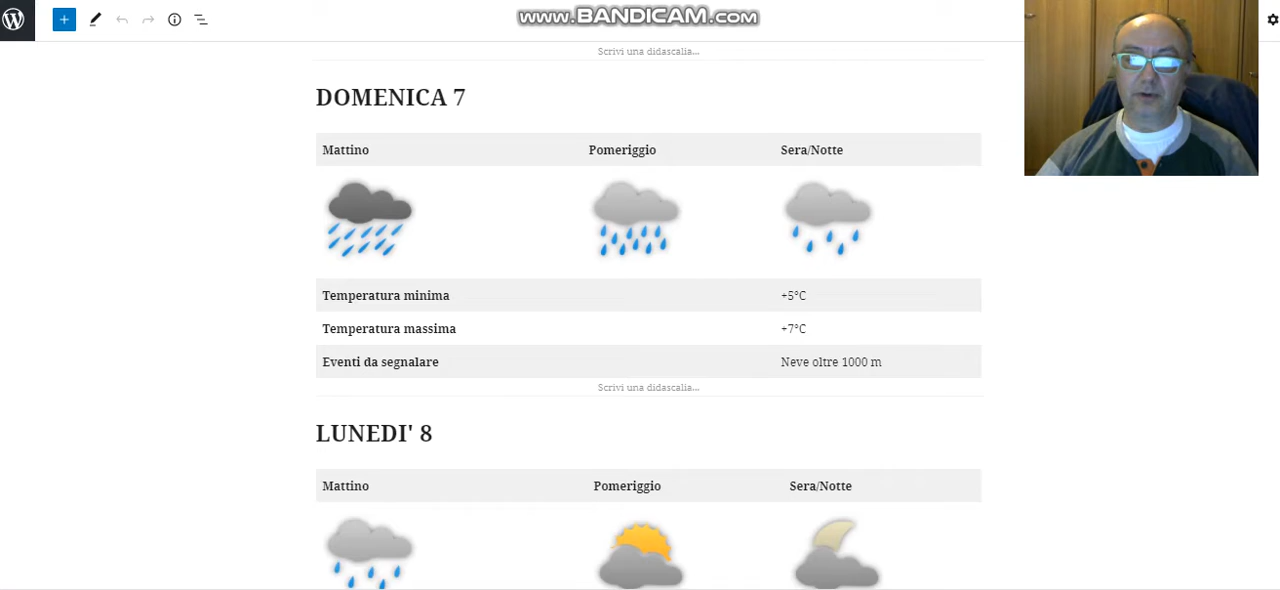 WWW.BANDICAM.COM
Scrivi una didascalia...
DOMENICA 7
Mattino Pomeriggio Sera/Notte
Temperatura minima +5°C
Temperatura massima +7°C
Eventi da segnalare Neve oltre 1000 m
Scrivi una didascalia...
LUNEDI' 8
Mattino Pomeriggio Sera/Notte